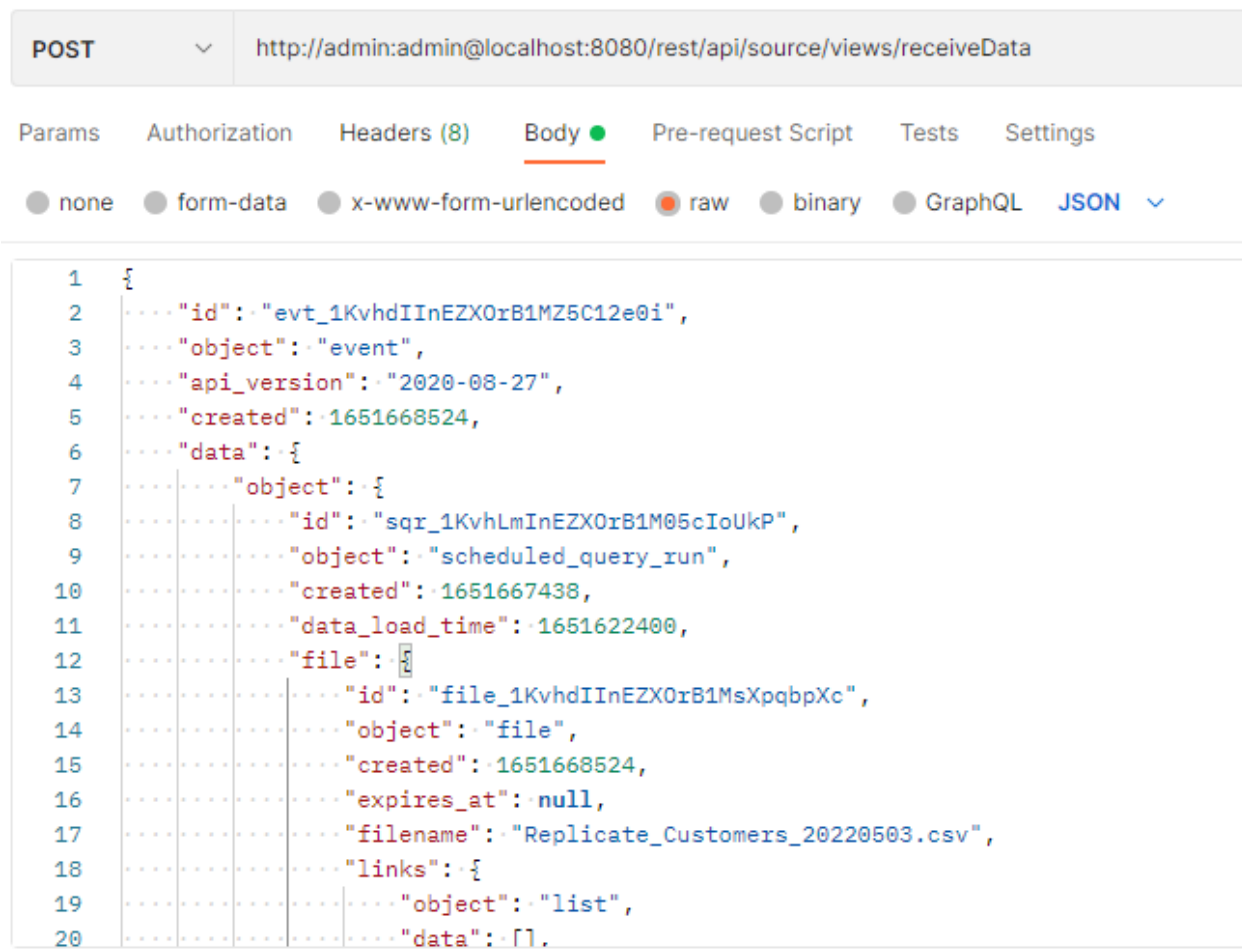 POST http://admin:admin@localhost:8080/rest/api/source/views/receiveData
Params Authorization Headers (8) Body Pre-request Script Tests Settings
none form-data x-www-form-urlencoded raw binary GraphQL JSON
1 {
2 "id": "evt_1KvhdIInEZXOrB1MZ5C12e0i",
3 "object": "event",
4 "api_version": "2020-08-27",
5 "created": 1651668524,
6 "data": {
7 "object": {
8 "id": "sqr_1KvhLmInEZXOrB1M05cIoUkP",
9 "object": "scheduled_query_run",
10 "created": 1651667438,
11 "data_load_time": 1651622400,
12 "file": {
13 "id": "file_1KvhdIInEZXOrB1MsXpqbpXc",
14 "object": "file",
15 "created": 1651668524,
16 "expires_at": null,
17 "filename": "Replicate_Customers_20220503.csv",
18 "links": {
19 "object": "list",
20 "data": [],